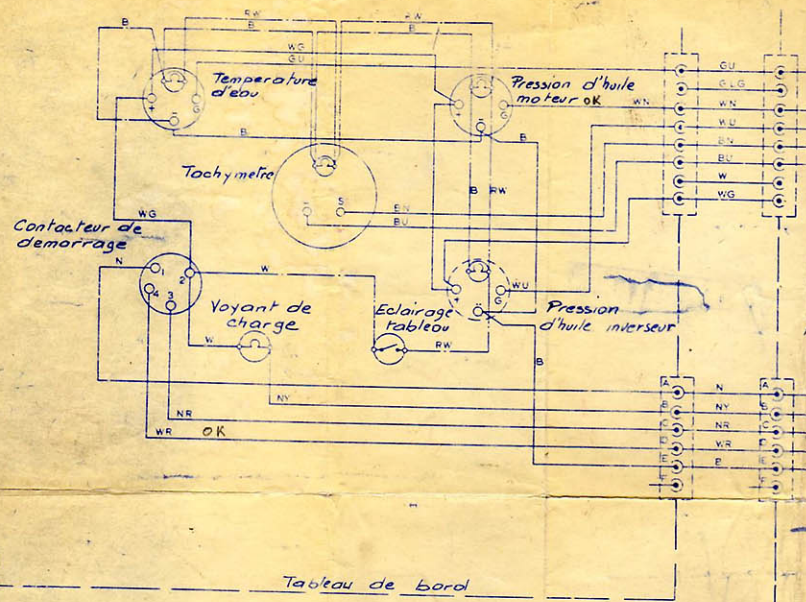 B
RW
B
RW
B
WG
GU
Temperature
d'eau
+
G
-
Pression d'huile
moteur OK
+
G
-
WN
B
B
Tachymetre
-
S
BN
BU
B
RW
GU
GLG
WN
WU
BN
BU
W
WG
WG
Contacteur de
demarrage
N
1
2
3
4
W
Voyant de
charge
W
Eclairage
tableau
RW
+
G
-
WU
Pression
d'huile inverseur
B
NY
NR
WR OK
A N A
B NY B
C NR C
D WR D
E B E
F F
Tableau de bord